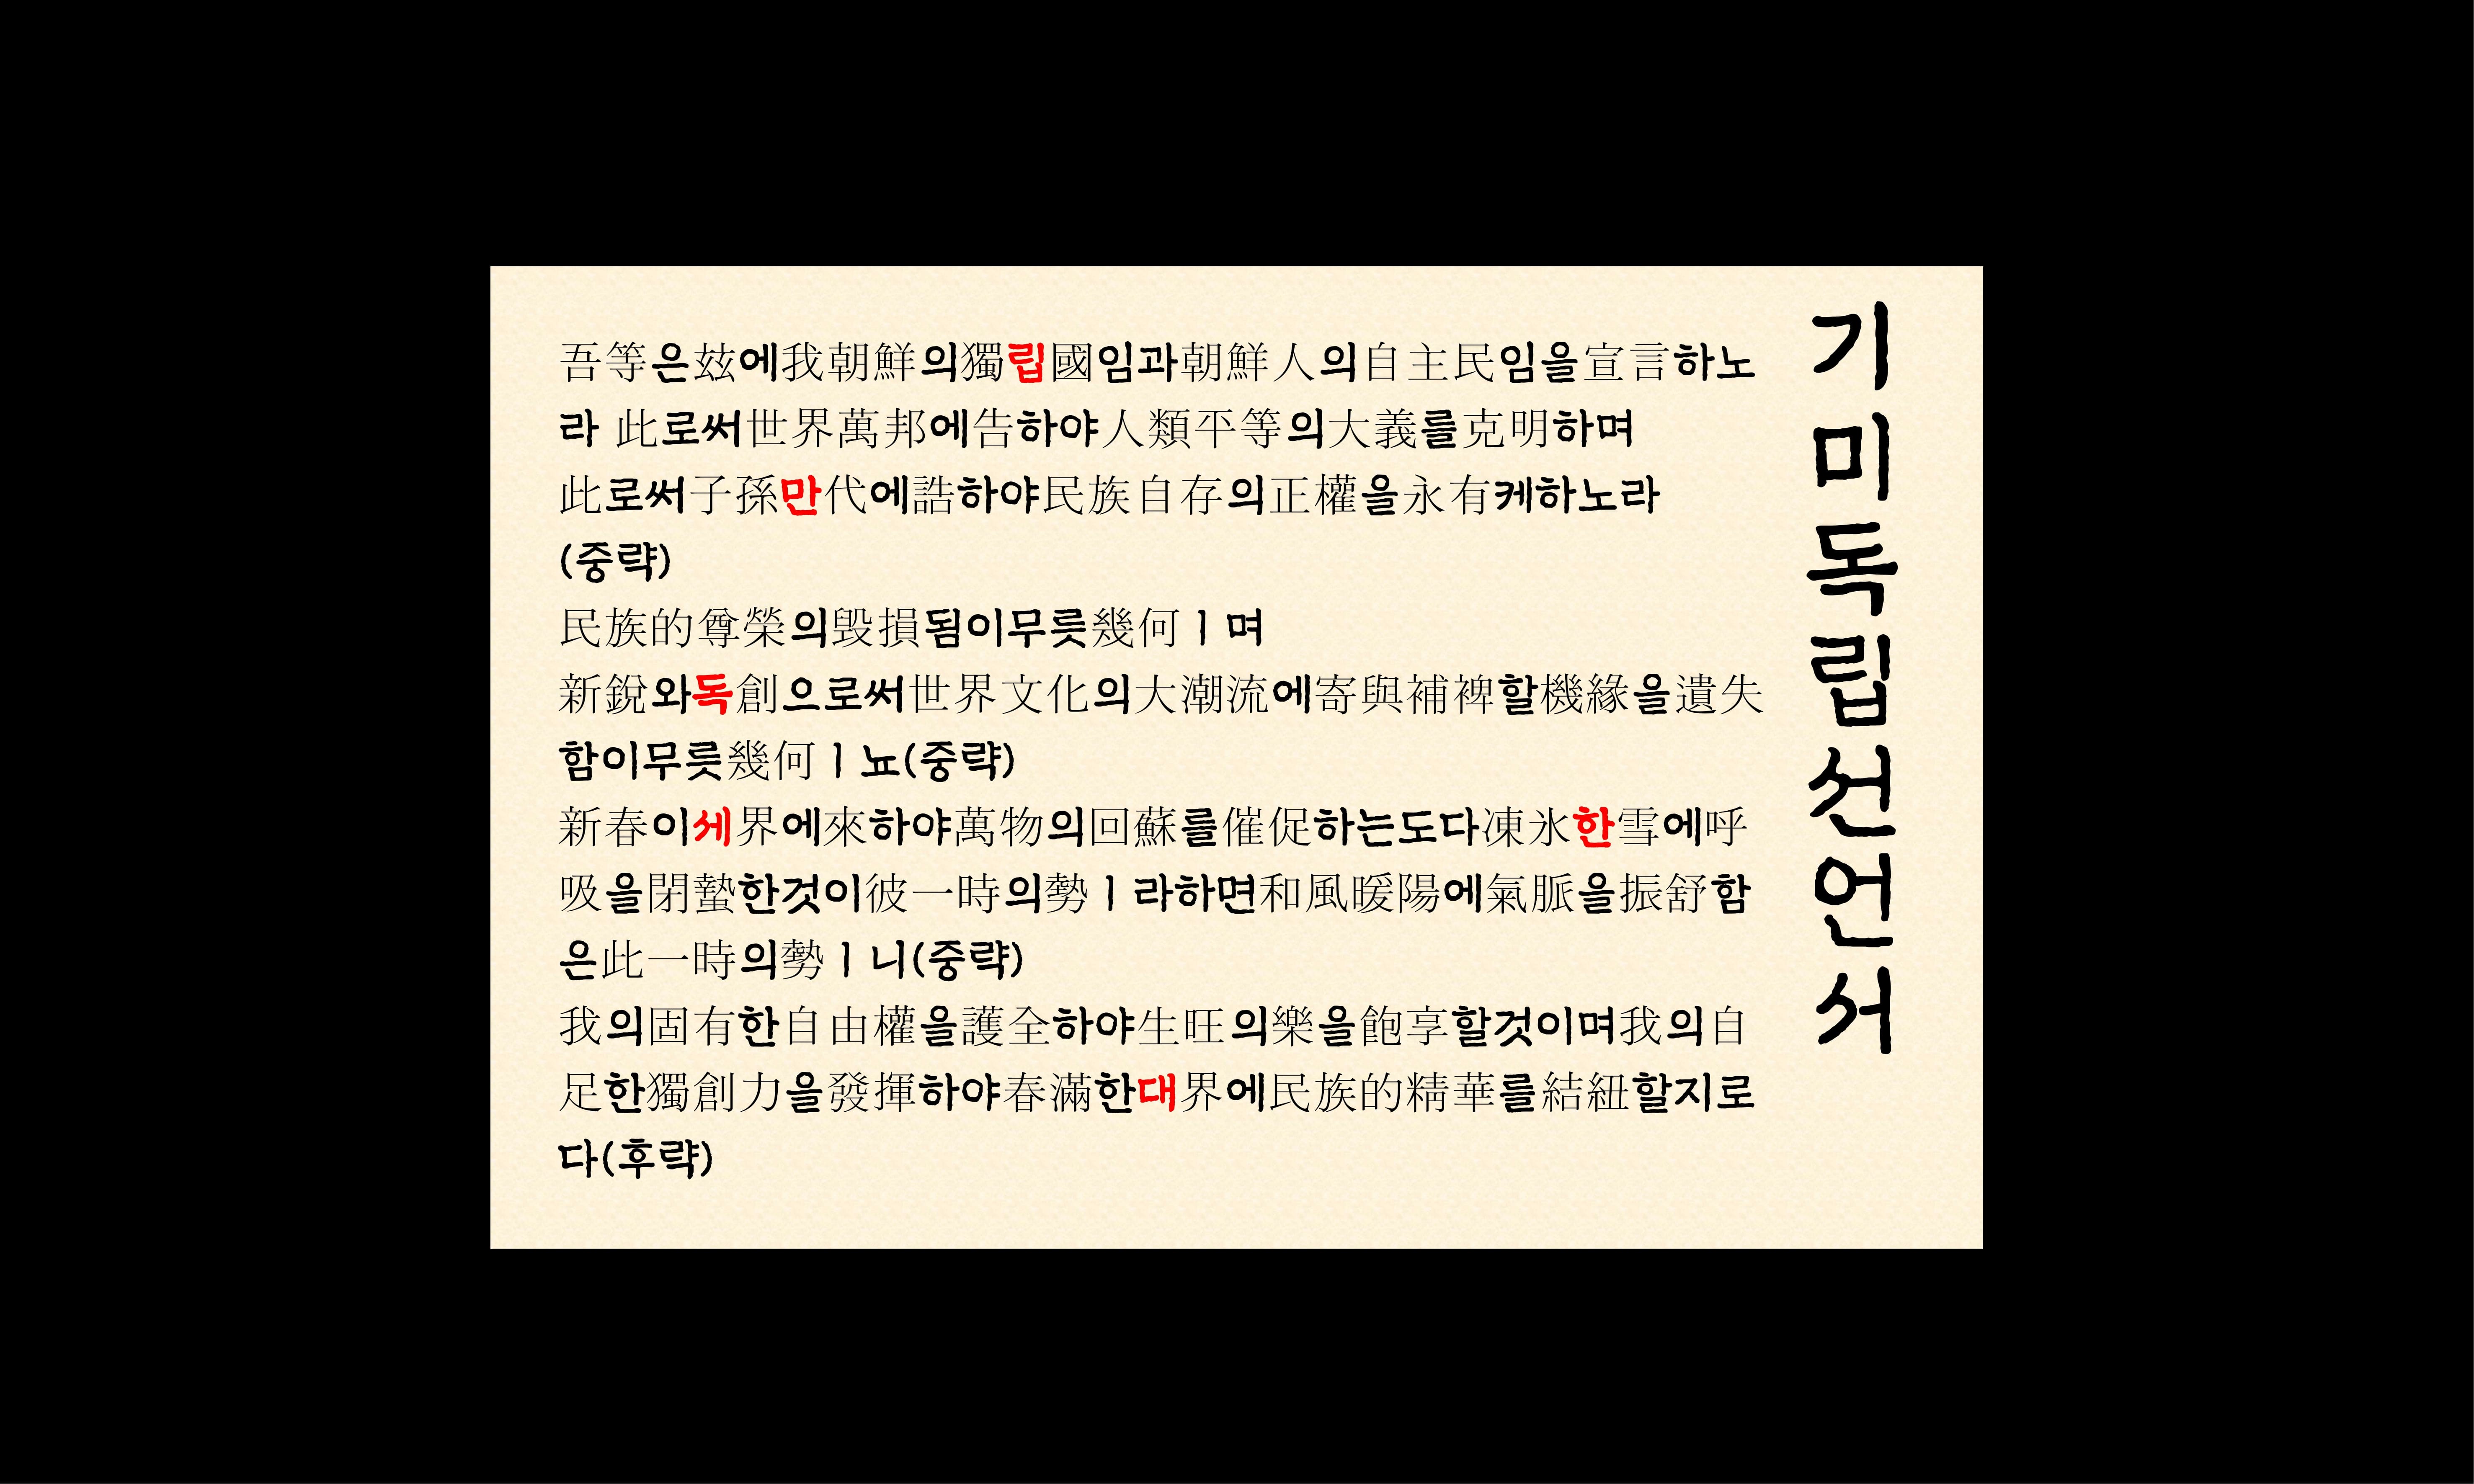 기미독립선언서
吾等은玆에我朝鮮의獨립國임과朝鮮人의自主民임을宣言하노
라 此로써世界萬邦에告하야人類平等의大義를克明하며
此로써子孫만代에誥하야民族自存의正權을永有케하노라
(중략)
民族的尊榮의毁損됨이무릇幾何ㅣ며
新銳와독創으로써世界文化의大潮流에寄與補裨할機緣을遺失
함이무릇幾何ㅣ뇨(중략)
新春이세界에來하야萬物의回蘇를催促하는도다凍氷한雪에呼
吸을閉蟄한것이彼一時의勢ㅣ라하면和風暖陽에氣脈을振舒함
은此一時의勢ㅣ니(중략)
我의固有한自由權을護全하야生旺의樂을飽享할것이며我의自
足한獨創力을發揮하야春滿한대界에民族的精華를結紐할지로
다(후략)